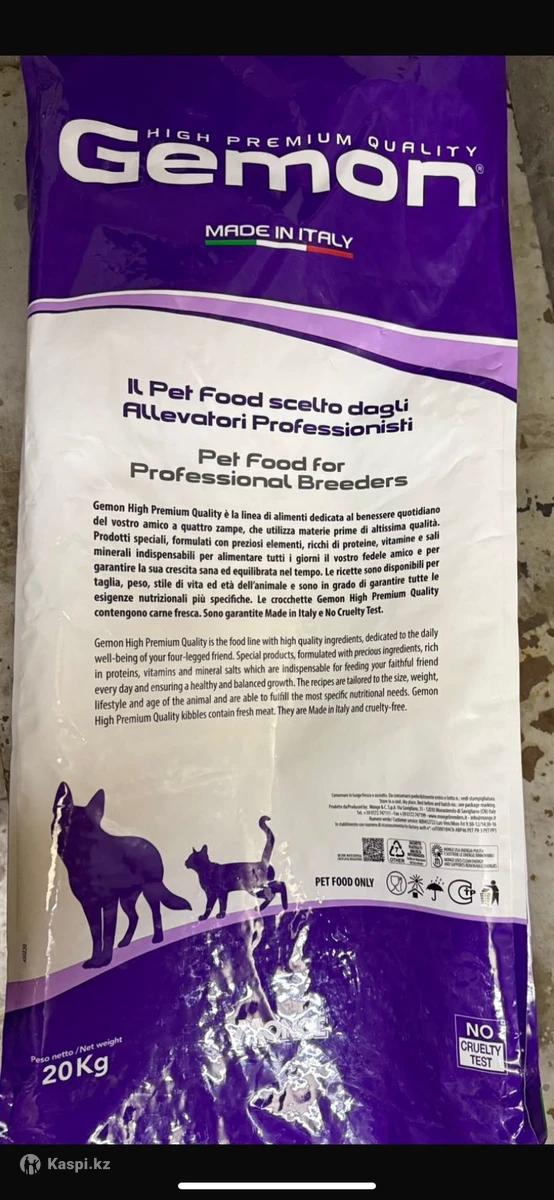 HIGH PREMIUM QUALITY
Gemon®
MADE IN ITALY
Il Pet Food scelto dagli
Allevatori Professionisti
Pet Food for
Professional Breeders
Gemon High Premium Quality è la linea di alimenti dedicata al benessere quotidiano
del vostro amico a quattro zampe, che utilizza materie prime di altissima qualità.
Prodotti speciali, formulati con preziosi elementi, ricchi di proteine, vitamine e sali
minerali indispensabili per alimentare tutti i giorni il vostro fedele amico e per
garantire la sua crescita sana ed equilibrata nel tempo. Le ricette sono disponibili per
taglia, peso, stile di vita ed età dell'animale e sono in grado di garantire tutte le
esigenze nutrizionali più specifiche. Le crocchette Gemon High Premium Quality
contengono carne fresca. Sono garantite Made in Italy e No Cruelty Test.
Gemon High Premium Quality is the food line with high quality ingredients, dedicated to the daily
well-being of your four-legged friend. Special products, formulated with precious ingredients, rich
in proteins, vitamins and mineral salts which are indispensable for feeding your faithful friend
every day and ensuring a healthy and balanced growth. The recipes are tailored to the size, weight,
lifestyle and age of the animal and are able to fulfill the most specific nutritional needs. Gemon
High Premium Quality kibbles contain fresh meat. They are Made in Italy and cruelty-free.
Store in a cool, dry place.
OTHER
PET FOOD ONLY
TP
MONGE
Peso netto / Net weight
20Kg
NO
CRUELTY
TEST
Kaspi.kz